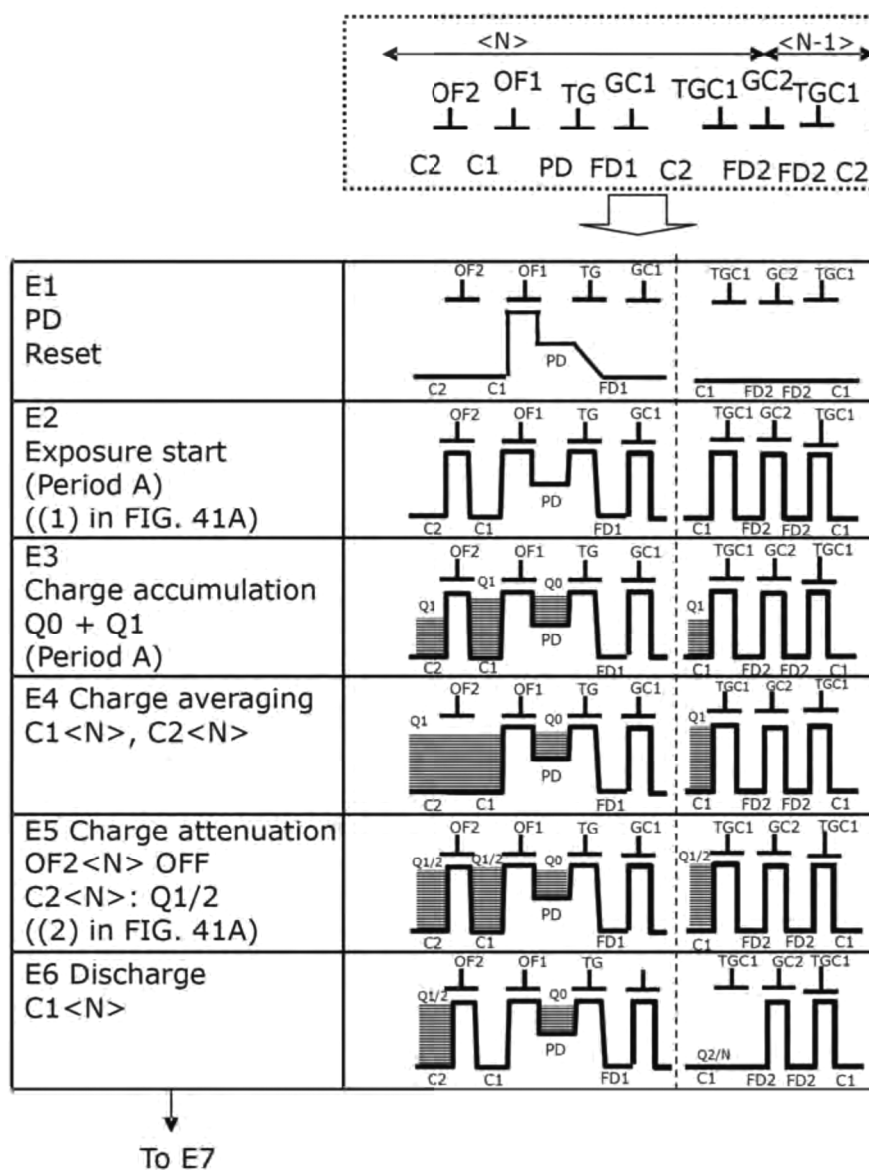 <N> <N-1>
OF2 OF1 TG GC1 TGC1 GC2 TGC1
C2 C1 PD FD1 C2 FD2 FD2 C2
E1
PD
Reset
OF2 OF1 TG GC1 TGC1 GC2 TGC1
PD
C2 C1 FD1 C1 FD2 FD2 C1
E2
Exposure start
(Period A)
((1) in FIG. 41A)
OF2 OF1 TG GC1 TGC1 GC2 TGC1
PD
C2 C1 FD1 C1 FD2 FD2 C1
E3
Charge accumulation
Q0 + Q1
(Period A)
OF2 OF1 TG GC1 TGC1 GC2 TGC1
Q1 Q1 Q0 Q1
PD
C2 C1 FD1 C1 FD2 FD2 C1
E4 Charge averaging
C1<N>, C2<N>
OF2 OF1 TG GC1 TGC1 GC2 TGC1
Q1 Q0 Q1
PD
C2 C1 FD1 C1 FD2 FD2 C1
E5 Charge attenuation
OF2<N> OFF
C2<N>: Q1/2
((2) in FIG. 41A)
OF2 OF1 TG GC1 TGC1 GC2 TGC1
Q1/2 Q1/2 Q0 Q1/2
PD
C2 C1 FD1 C1 FD2 FD2 C1
E6 Discharge
C1<N>
OF2 OF1 TG TGC1 GC2 TGC1
Q1/2 Q0
PD Q2/N
C2 C1 FD1 C1 FD2 FD2 C1
To E7